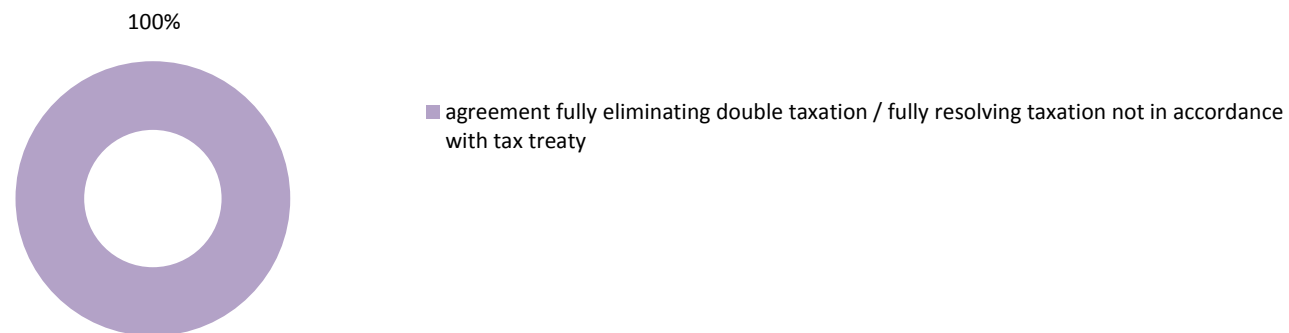 100%
agreement fully eliminating double taxation / fully resolving taxation not in accordance
with tax treaty